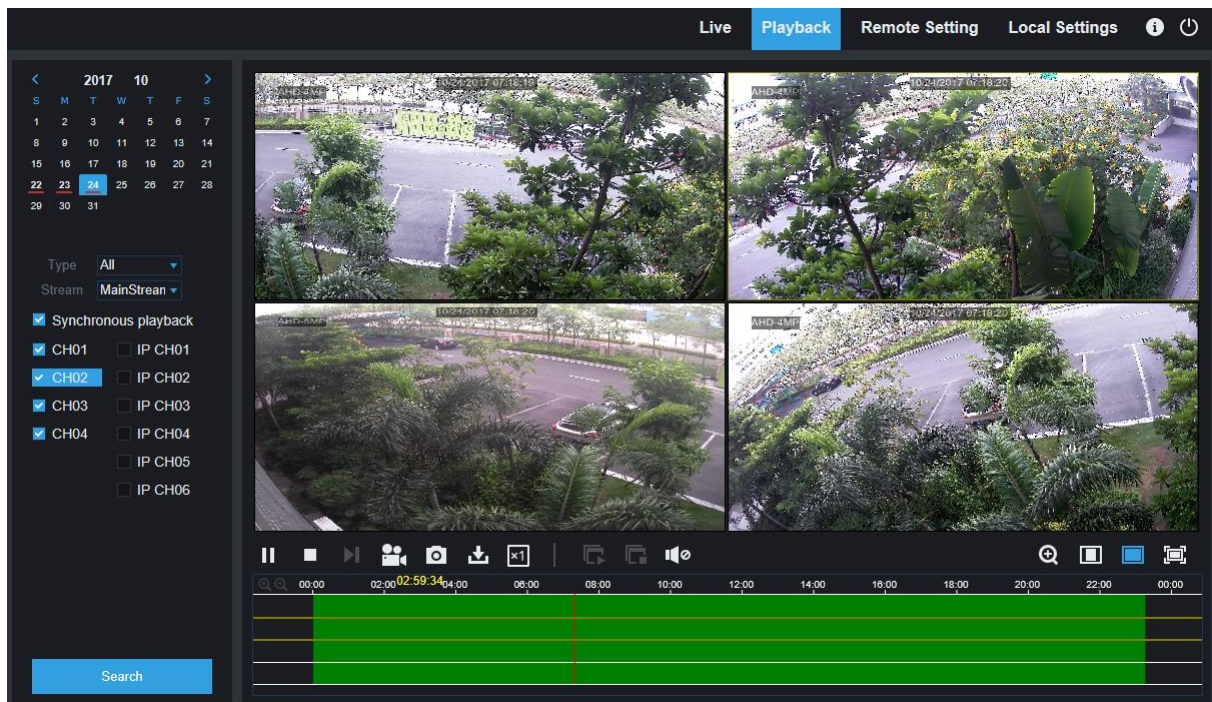 Live Playback Remote Setting Local Settings
2017 10
S M T W T F S
1 2 3 4 5 6 7
8 9 10 11 12 13 14
15 16 17 18 19 20 21
22 23 24 25 26 27 28
29 30 31
Type All
Stream MainStrean
Synchronous playback
CH01 IP CH01
CH02 IP CH02
CH03 IP CH03
CH04 IP CH04
IP CH05
IP CH06
Search
AHD-4MP 10/24/2017 07:18:19
AHD-4MP 10/24/2017 07:18:20
AHD-5MP 10/24/2017 07:18:20
AHD-4MP 10/24/2017 07:18:20
×1
00:00 02:00 02:59:34 04:00 06:00 08:00 10:00 12:00 14:00 16:00 18:00 20:00 22:00 00:00